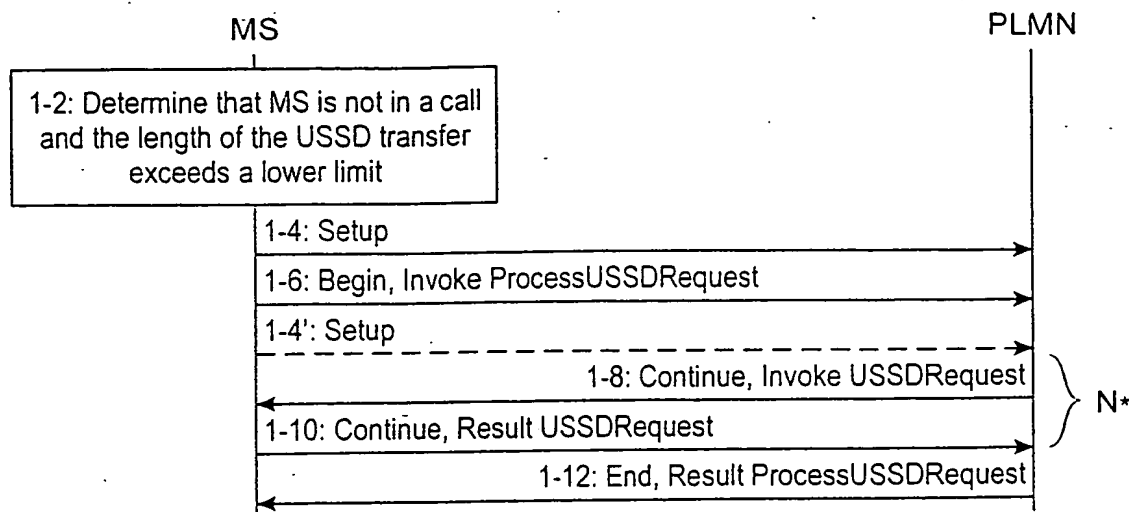 MS
PLMN
1-2: Determine that MS is not in a call
and the length of the USSD transfer
exceeds a lower limit
1-4: Setup
1-6: Begin, Invoke ProcessUSSDRequest
1-4': Setup
1-8: Continue, Invoke USSDRequest
N*
1-10: Continue, Result USSDRequest
1-12: End, Result ProcessUSSDRequest